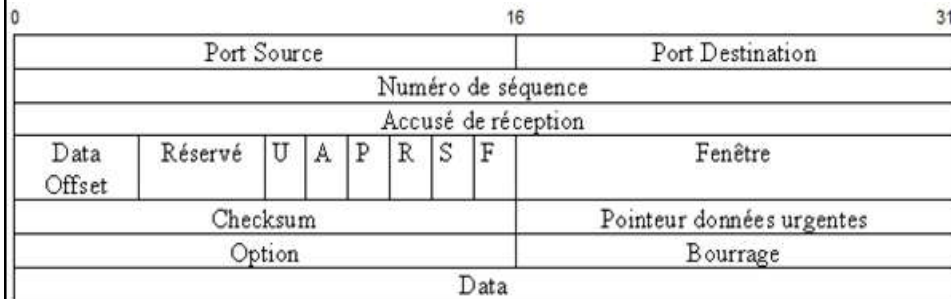 0 16 31
Port Source Port Destination
Numéro de séquence
Accusé de réception
Data Réservé U A P R S F Fenêtre
Offset
Checksum Pointeur données urgentes
Option Bourrage
Data